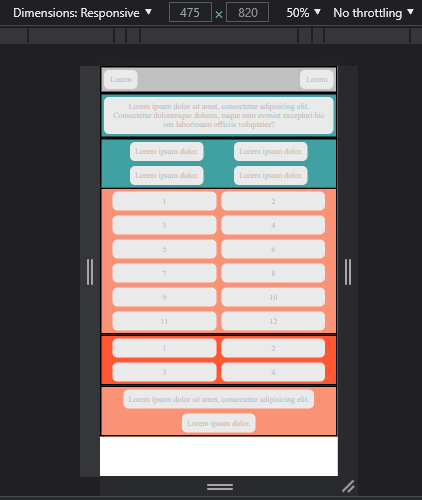 Dimensions: Responsive ▼ 475 × 820 50% ▼ No throttling ▼
Lorem Lorem
Lorem ipsum dolor sit amet, consectetur adipisicing elit.
Consectetur doloremque dolores, eaque eum eveniet excepturi hic
iste laboriosam officiis voluptates?
Lorem ipsum dolor. Lorem ipsum dolor.
Lorem ipsum dolor. Lorem ipsum dolor.
1 2
3 4
5 6
7 8
9 10
11 12
1 2
3 4
Lorem ipsum dolor sit amet, consectetur adipisicing elit.
Lorem ipsum dolor.